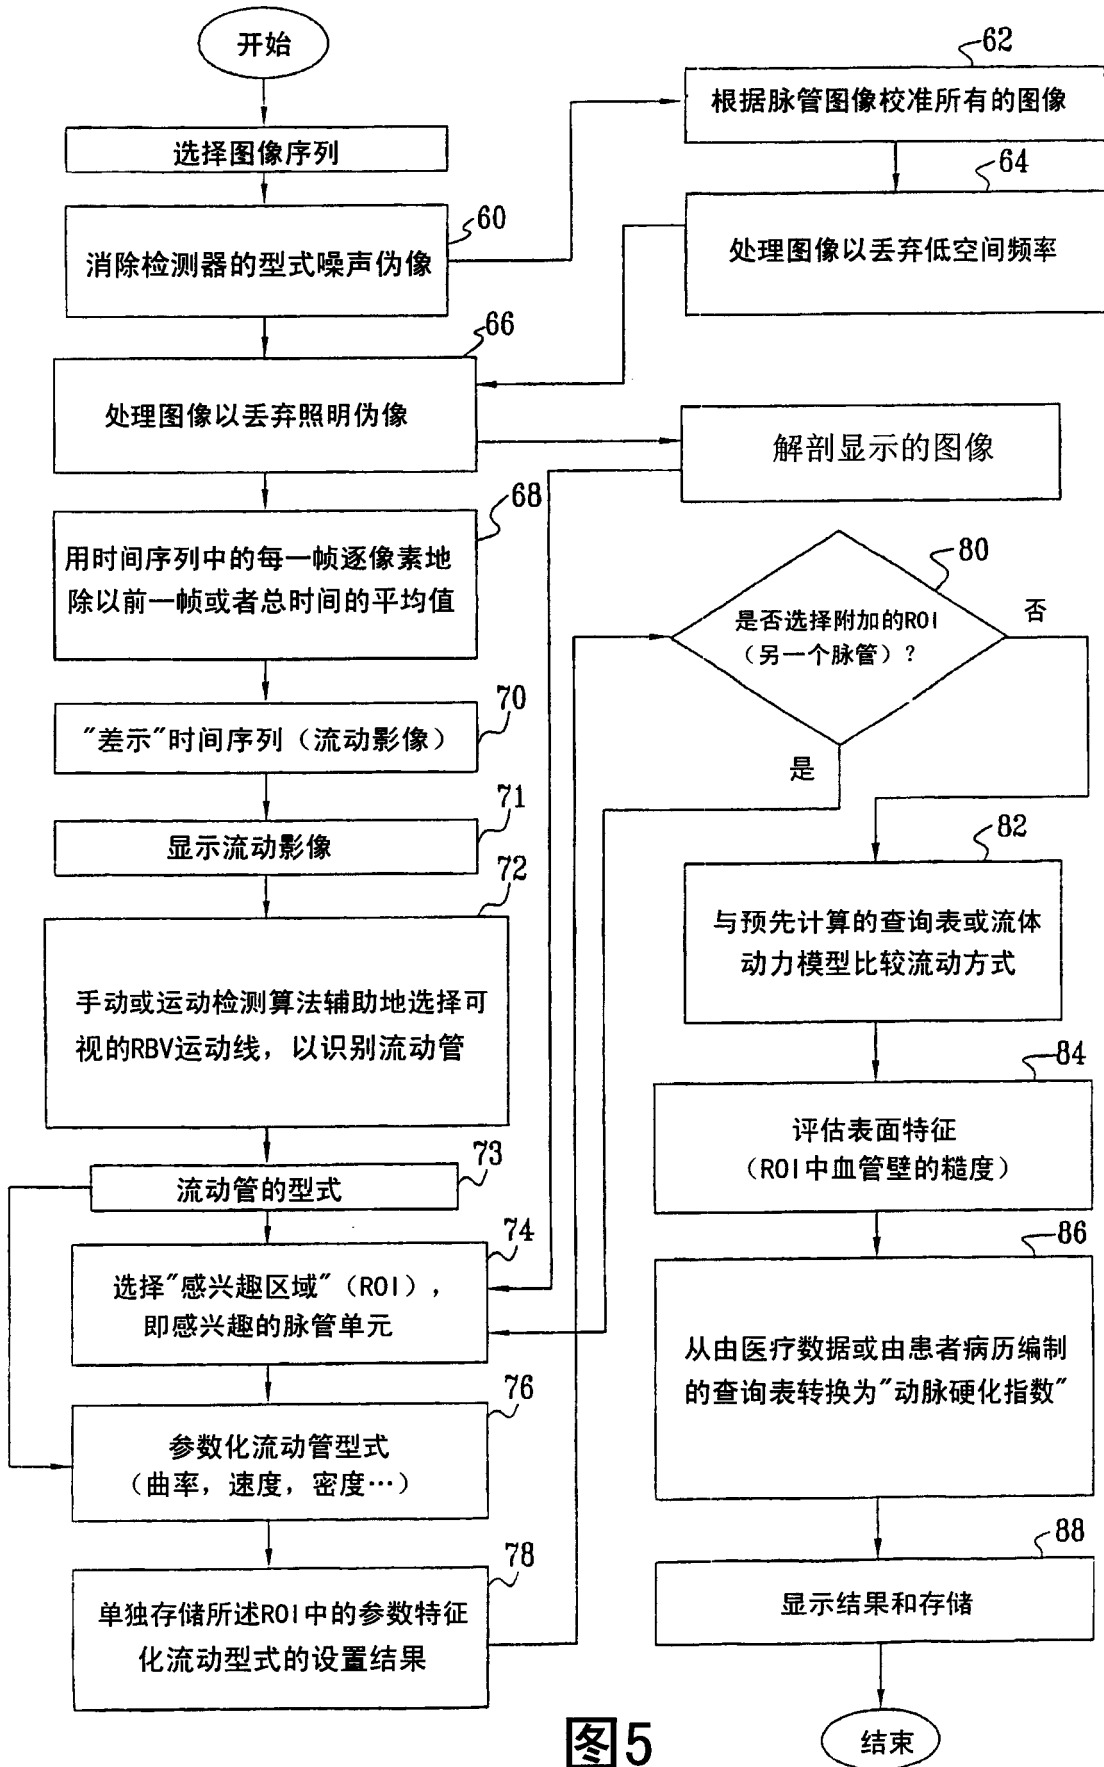 开始
选择图像序列
60
消除检测器的型式噪声伪像
62
根据脉管图像校准所有的图像
64
处理图像以丢弃低空间频率
66
处理图像以丢弃照明伪像
解剖显示的图像
68
用时间序列中的每一帧逐像素地
除以前一帧或者总时间的平均值
70
"差示"时间序列（流动影像）
71
显示流动影像
72
手动或运动检测算法辅助地选择可
视的RBV运动线，以识别流动管
73
流动管的型式
74
选择"感兴趣区域"（ROI），
即感兴趣的脉管单元
76
参数化流动管型式
（曲率，速度，密度…）
78
单独存储所述ROI中的参数特征
化流动型式的设置结果
80
是否选择附加的ROI
（另一个脉管）？
否
是
82
与预先计算的查询表或流体
动力模型比较流动方式
84
评估表面特征
（ROI中血管壁的糙度）
86
从由医疗数据或由患者病历编制
的查询表转换为"动脉硬化指数"
88
显示结果和存储
结束
图5